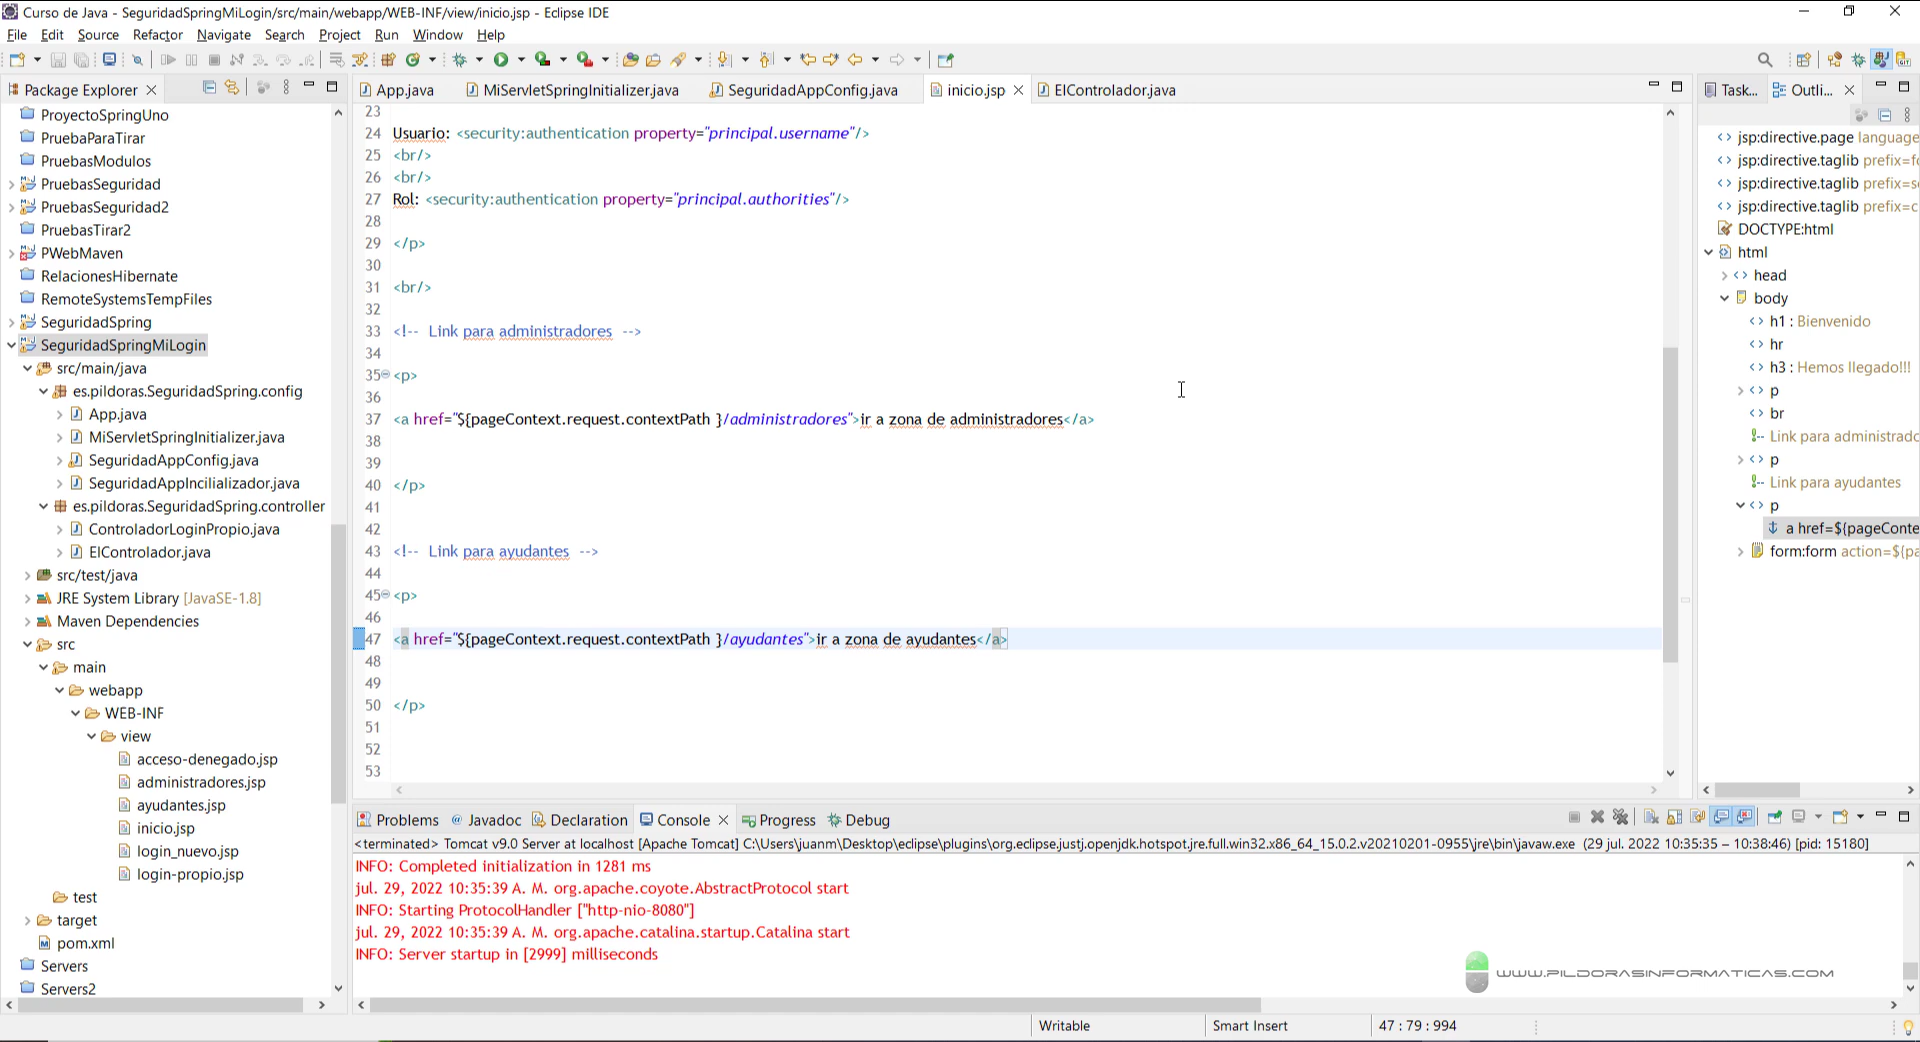 Curso de Java - SeguridadSpringMiLogin/src/main/webapp/WEB-INF/view/inicio.jsp - Eclipse IDE
File Edit Source Refactor Navigate Search Project Run Window Help
Package Explorer
ProyectoSpringUno
PruebaParaTirar
PruebasModulos
PruebasSeguridad
PruebasSeguridad2
PruebasTirar2
PWebMaven
RelacionesHibernate
RemoteSystemsTempFiles
SeguridadSpring
SeguridadSpringMiLogin
src/main/java
es.pildoras.SeguridadSpring.config
App.java
MiServletSpringInitializer.java
SeguridadAppConfig.java
SeguridadAppIncilializador.java
es.pildoras.SeguridadSpring.controller
ControladorLoginPropio.java
ElControlador.java
src/test/java
JRE System Library [JavaSE-1.8]
Maven Dependencies
src
main
webapp
WEB-INF
view
acceso-denegado.jsp
administradores.jsp
ayudantes.jsp
inicio.jsp
login_nuevo.jsp
login-propio.jsp
test
target
pom.xml
Servers
Servers2
App.java MiServletSpringInitializer.java SeguridadAppConfig.java inicio.jsp ElControlador.java
23
24 Usuario: <security:authentication property="principal.username"/>
25 <br/>
26 <br/>
27 Rol: <security:authentication property="principal.authorities"/>
28
29 </p>
30
31 <br/>
32
33 <!-- Link para administradores -->
34
35 <p>
36
37 <a href="${pageContext.request.contextPath }/administradores">ir a zona de administradores</a>
38
39
40 </p>
41
42
43 <!-- Link para ayudantes -->
44
45 <p>
46
47 <a href="${pageContext.request.contextPath }/ayudantes">ir a zona de ayudantes</a>
48
49
50 </p>
51
52
53
Task... Outli...
jsp:directive.page language
jsp:directive.taglib prefix=fo
jsp:directive.taglib prefix=se
jsp:directive.taglib prefix=c
DOCTYPE:html
html
head
body
h1 : Bienvenido
hr
h3 : Hemos llegado!!!
p
br
Link para administrado
p
Link para ayudantes
p
a href=${pageConte
form:form action=${pa
Problems Javadoc Declaration Console Progress Debug
<terminated> Tomcat v9.0 Server at localhost [Apache Tomcat] C:\Users\juanm\Desktop\eclipse\plugins\org.eclipse.justj.openjdk.hotspot.jre.full.win32.x86_64_15.0.2.v20210201-0955\jre\bin\javaw.exe (29 jul. 2022 10:35:35 – 10:38:46) [pid: 15180]
INFO: Completed initialization in 1281 ms
jul. 29, 2022 10:35:39 A. M. org.apache.coyote.AbstractProtocol start
INFO: Starting ProtocolHandler ["http-nio-8080"]
jul. 29, 2022 10:35:39 A. M. org.apache.catalina.startup.Catalina start
INFO: Server startup in [2999] milliseconds
WWW.PILDORASINFORMATICAS.COM
Writable Smart Insert 47 : 79 : 994